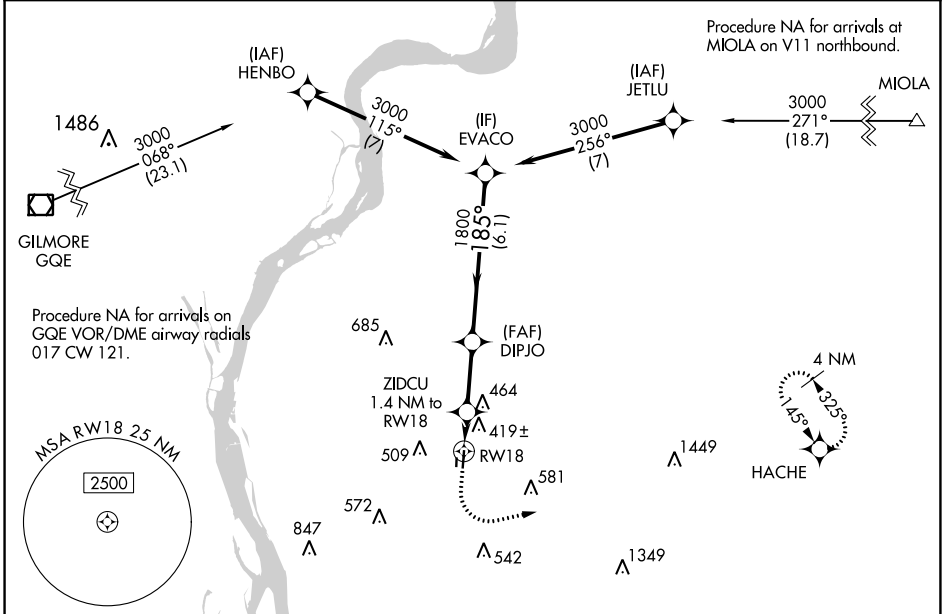 Procedure NA for arrivals at
MIOLA on V11 northbound.
(IAF)
HENBO
(IAF)
JETLU
MIOLA
3000
115°
(7)
(IF)
EVACO
3000
256°
(7)
3000
271°
(18.7)
1486
3000
068°
(23.1)
GILMORE
GQE
1800
185°
(6.1)
Procedure NA for arrivals on
GQE VOR/DME airway radials
017 CW 121.
685
(FAF)
DIPJO
4 NM
325°
145°
HACHE
ZIDCU
1.4 NM to
RW18
464
419±
509
RW18
1449
581
MSA RW18 25 NM
2500
572
847
542
1349